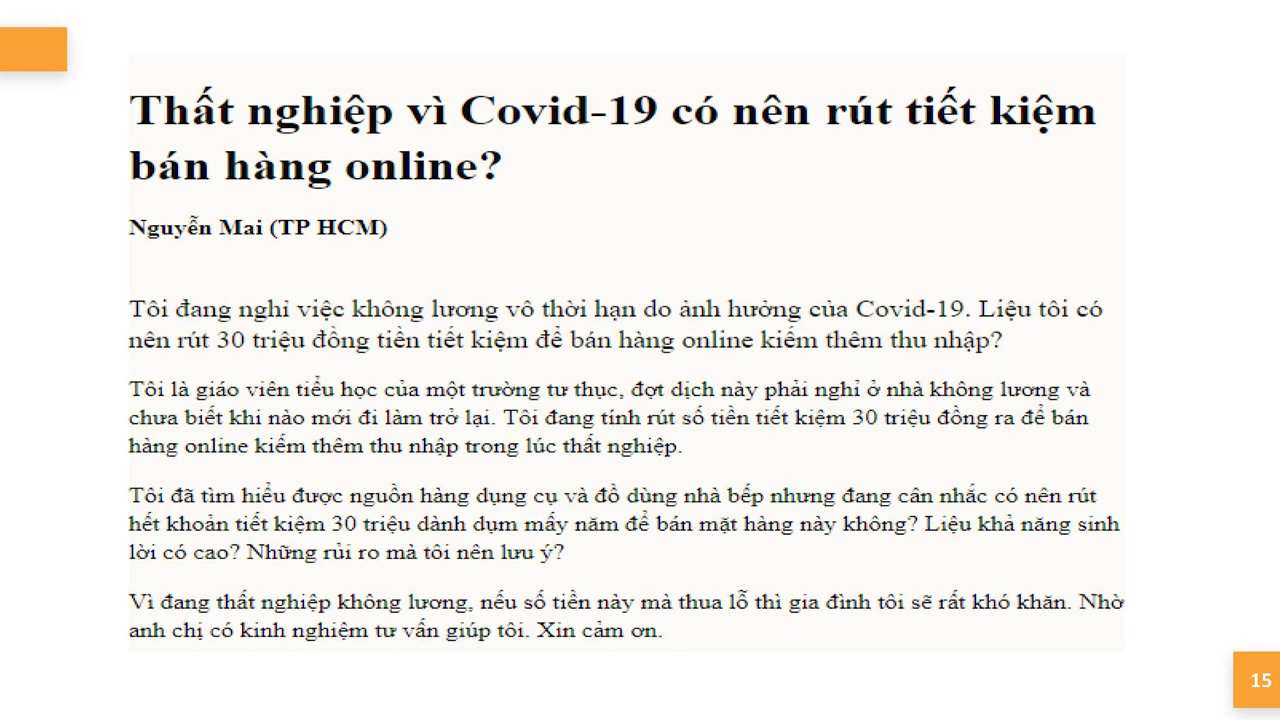 Thất nghiệp vì Covid-19 có nên rút tiết kiệm
bán hàng online?
Nguyễn Mai (TP HCM)
Tôi đang nghỉ việc không lương vô thời hạn do ảnh hưởng của Covid-19. Liệu tôi có
nên rút 30 triệu đồng tiền tiết kiệm để bán hàng online kiếm thêm thu nhập?
Tôi là giáo viên tiểu học của một trường tư thục, đợt dịch này phải nghỉ ở nhà không lương và
chưa biết khi nào mới đi làm trở lại. Tôi đang tính rút số tiền tiết kiệm 30 triệu đồng ra để bán
hàng online kiếm thêm thu nhập trong lúc thất nghiệp.
Tôi đã tìm hiểu được nguồn hàng dụng cụ và đồ dùng nhà bếp nhưng đang cân nhắc có nên rút
hết khoản tiết kiệm 30 triệu dành dụm mấy năm để bán mặt hàng này không? Liệu khả năng sinh
lời có cao? Những rủi ro mà tôi nên lưu ý?
Vì đang thất nghiệp không lương, nếu số tiền này mà thua lỗ thì gia đình tôi sẽ rất khó khăn. Nhờ
anh chị có kinh nghiệm tư vấn giúp tôi. Xin cảm ơn.
15